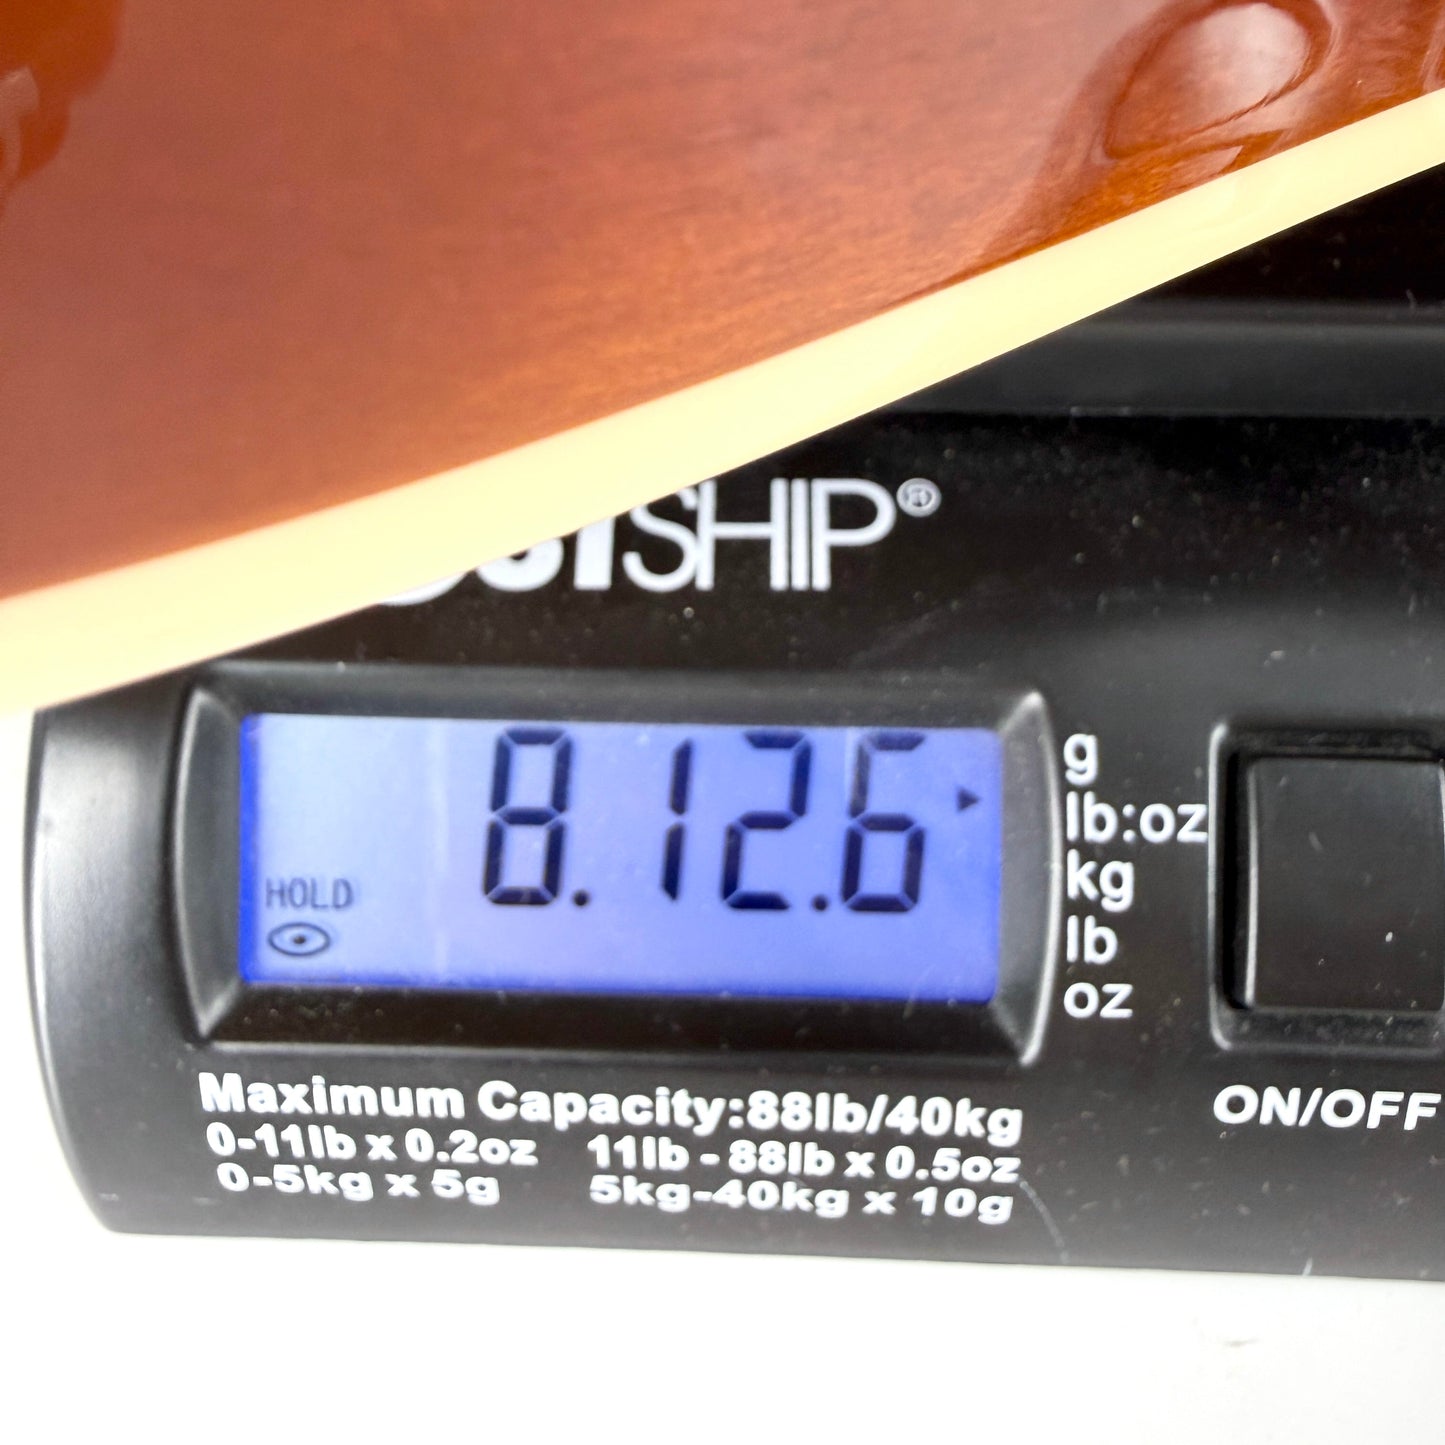 SHIP®
8.12.6
HOLD
g
lb:oz
kg
lb
oz
ON/OFF
Maximum Capacity:88lb/40kg
0-11lb x 0.2oz 11lb - 88lb x 0.5oz
0-5kg x 5g 5kg-40kg x 10g